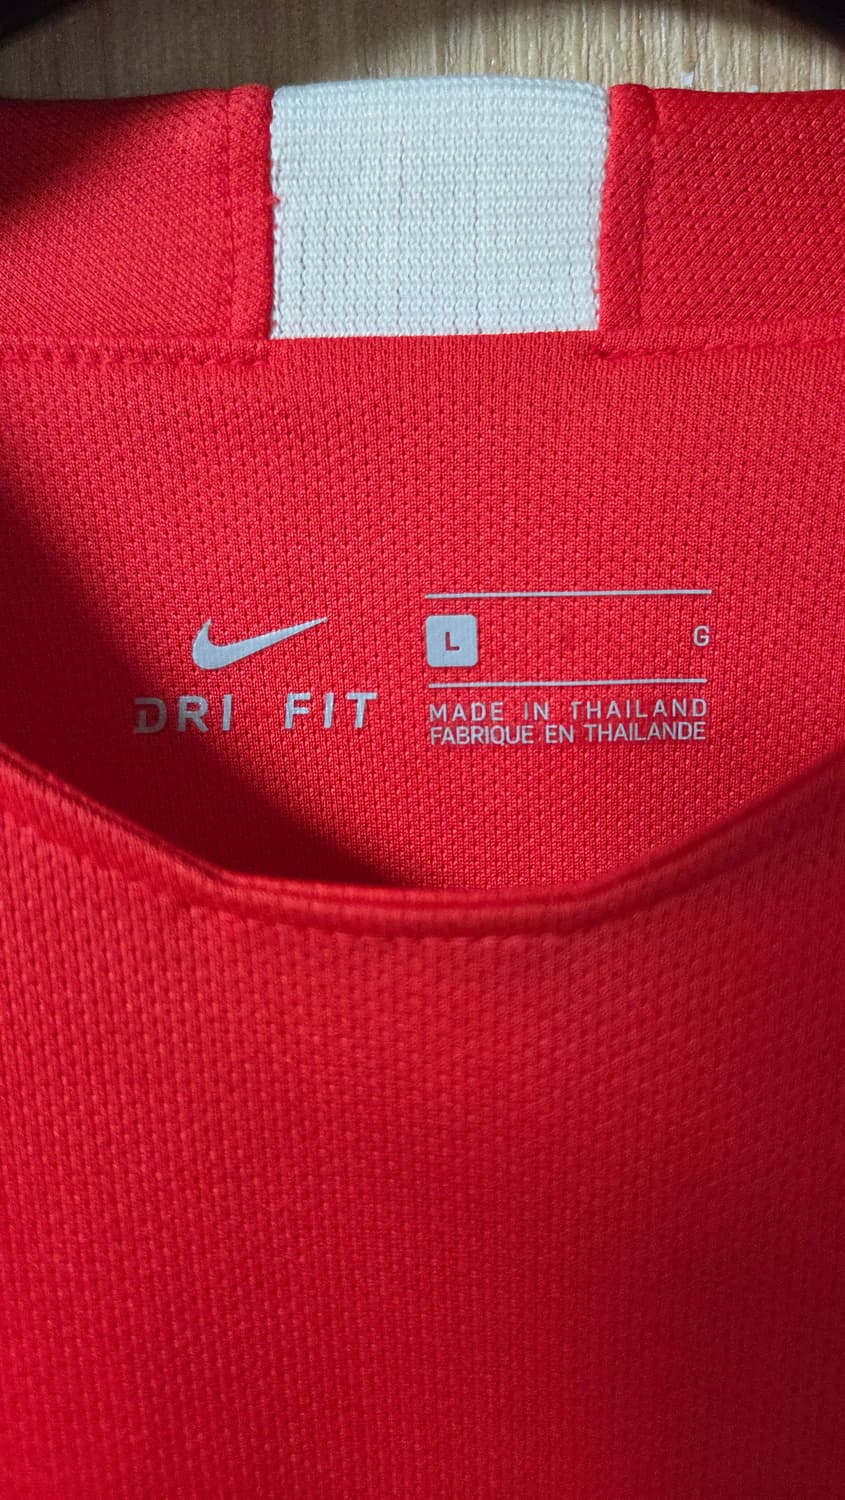 DRI FIT
L G
MADE IN THAILAND
FABRIQUE EN THAILANDE